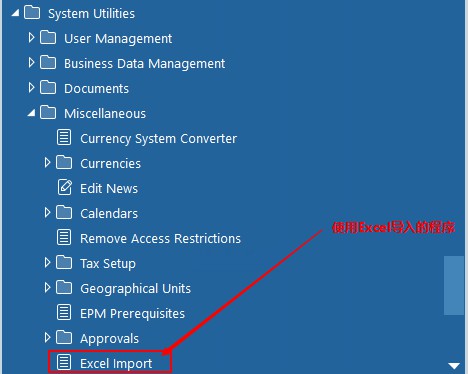 System Utilities
User Management
Business Data Management
Documents
Miscellaneous
Currency System Converter
Currencies
Edit News
Calendars
Remove Access Restrictions
使用Excel导入的程序
Tax Setup
Geographical Units
EPM Prerequisites
Approvals
Excel Import